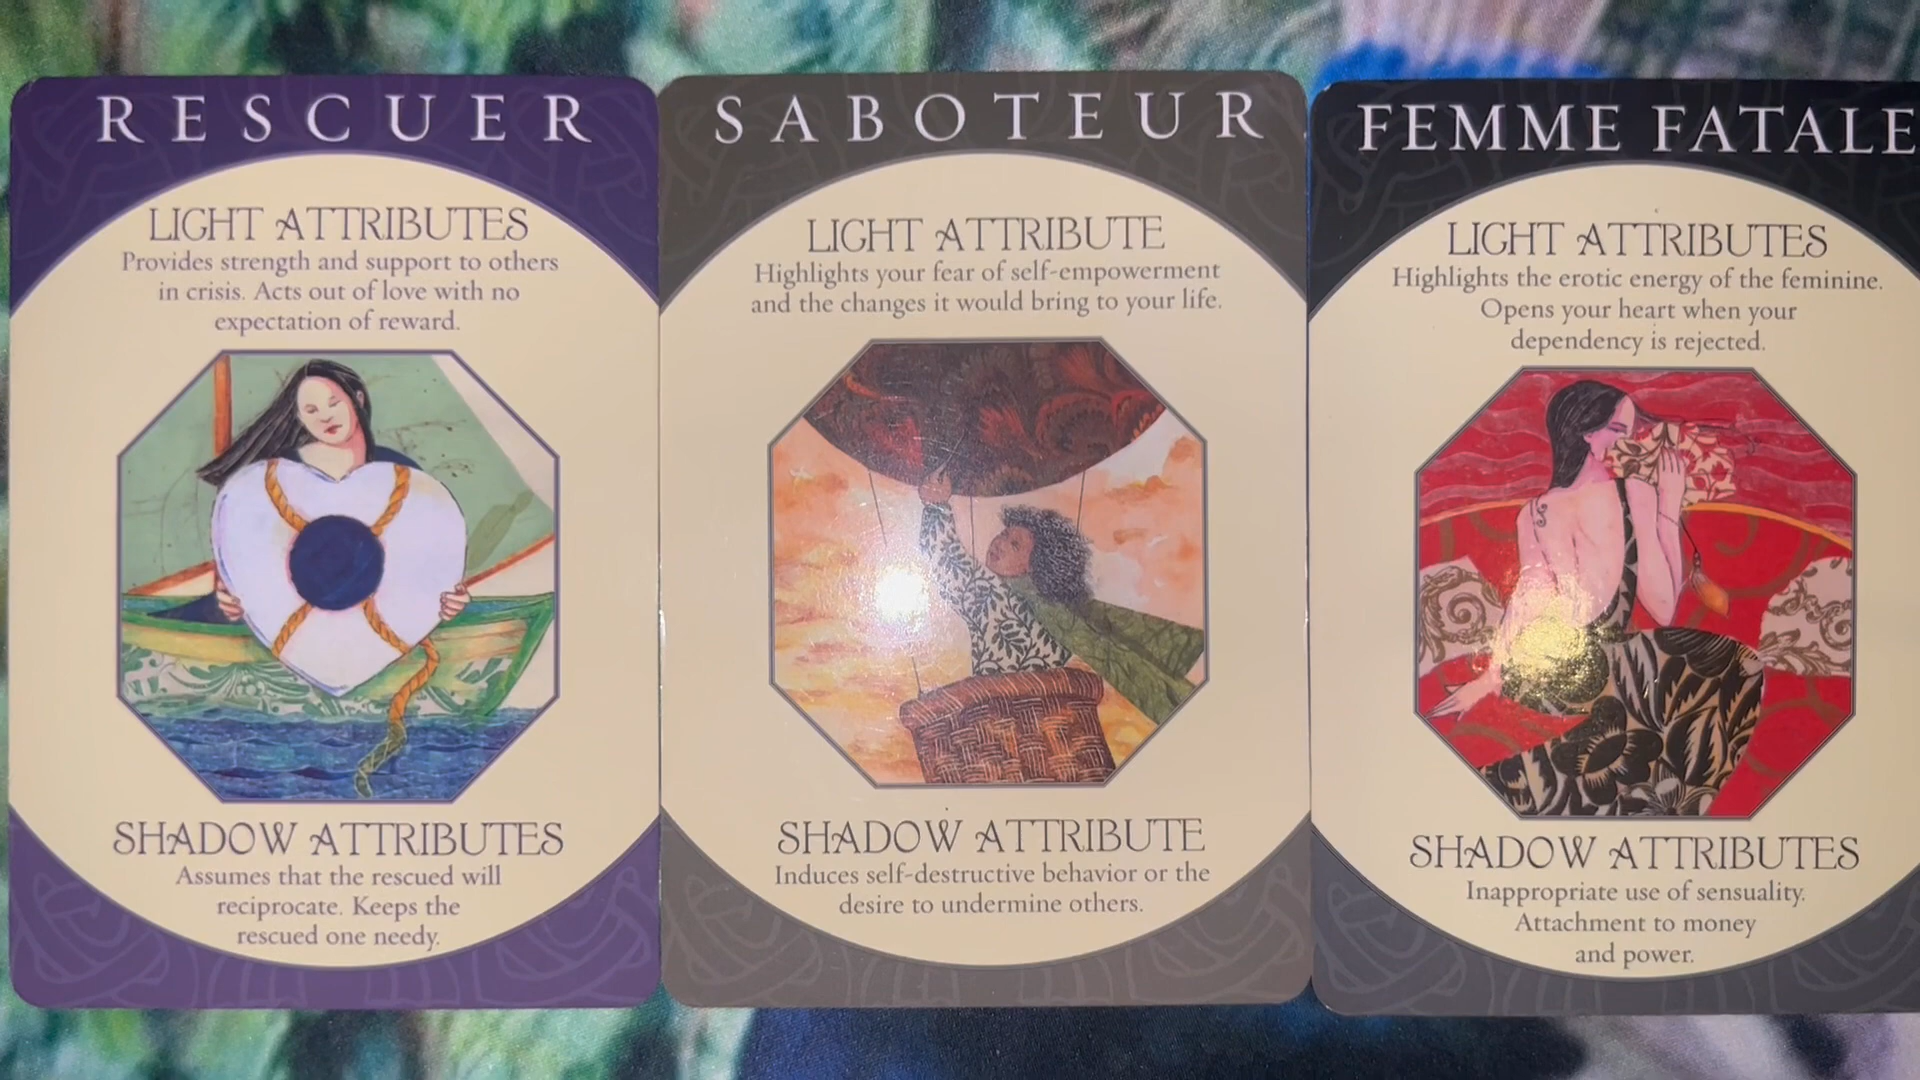 RESCUER
LIGHT ATTRIBUTES
Provides strength and support to others
in crisis. Acts out of love with no
expectation of reward.
SHADOW ATTRIBUTES
Assumes that the rescued will
reciprocate. Keeps the
rescued one needy.
SABOTEUR
LIGHT ATTRIBUTE
Highlights your fear of self-empowerment
and the changes it would bring to your life.
SHADOW ATTRIBUTE
Induces self-destructive behavior or the
desire to undermine others.
FEMME FATALE
LIGHT ATTRIBUTES
Highlights the erotic energy of the feminine.
Opens your heart when your
dependency is rejected.
SHADOW ATTRIBUTES
Inappropriate use of sensuality.
Attachment to money
and power.